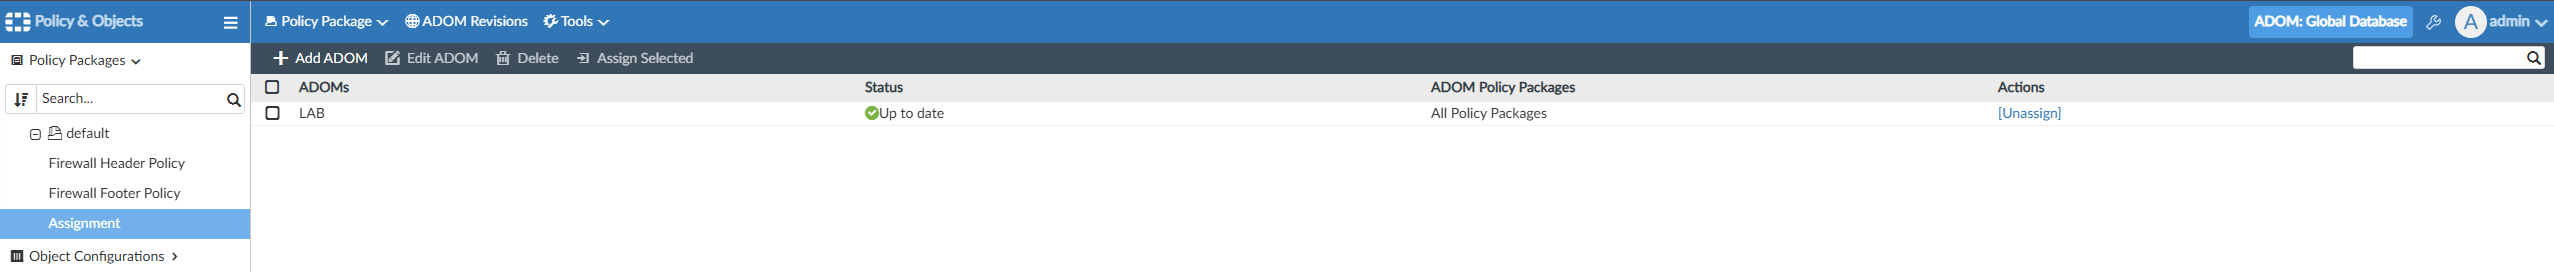 Policy & Objects Policy Package ADOM Revisions Tools ADOM: Global Database A admin
Policy Packages Add ADOM Edit ADOM Delete Assign Selected
ADOMs Status ADOM Policy Packages Actions
Search...
LAB Up to date All Policy Packages [Unassign]
default
Firewall Header Policy
Firewall Footer Policy
Assignment
Object Configurations